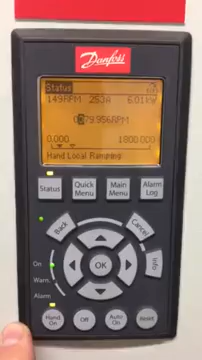 Danfoss
Status
149RPM 253A 6.01kW
0.000 1800.000
Hand Local Ramping
Status
Quick Menu
Main Menu
Alarm Log
Back
Cancel
Info
OK
On
Warn.
Alarm
Hand On
Off
Auto On
Reset